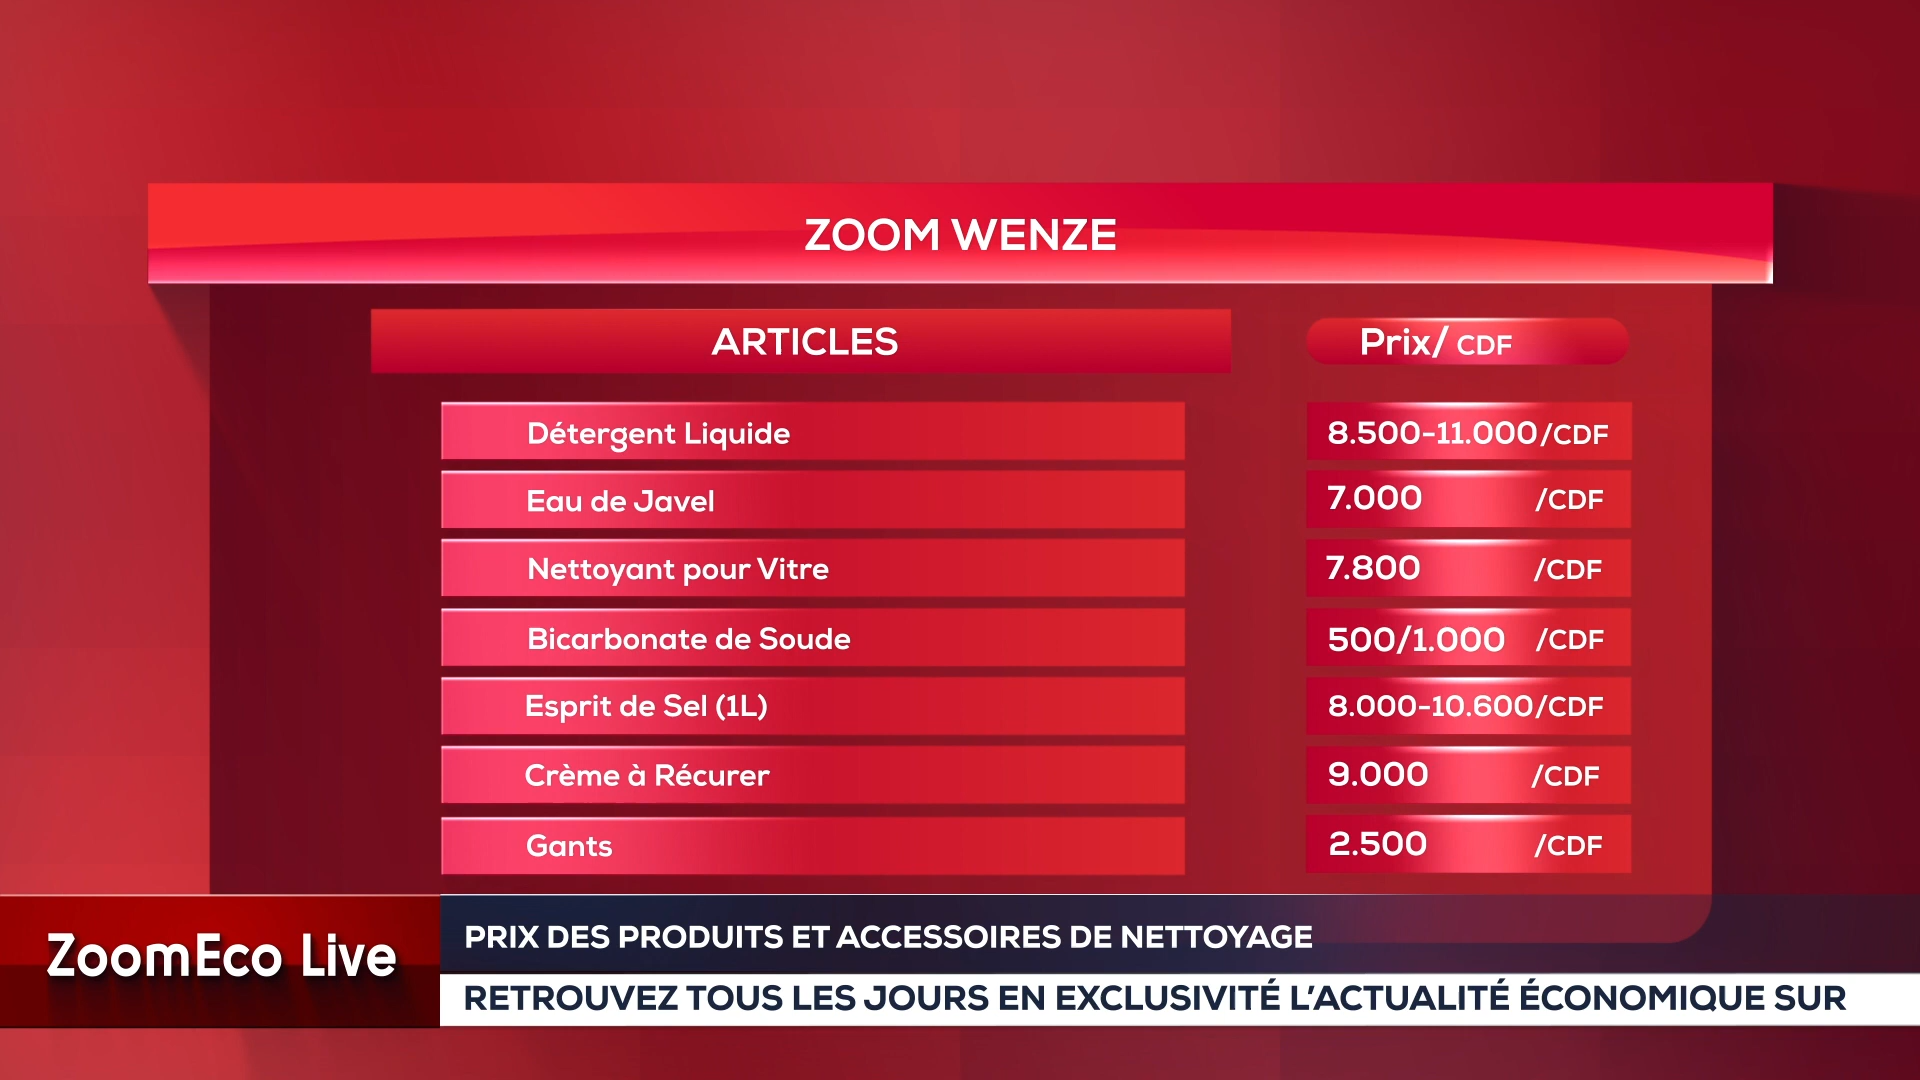 ZOOM WENZE
ARTICLES Prix/ CDF
Détergent Liquide 8.500-11.000/CDF
Eau de Javel 7.000 /CDF
Nettoyant pour Vitre 7.800 /CDF
Bicarbonate de Soude 500/1.000 /CDF
Esprit de Sel (1L) 8.000-10.600/CDF
Crème à Récurer 9.000 /CDF
Gants 2.500 /CDF
ZoomEco Live
PRIX DES PRODUITS ET ACCESSOIRES DE NETTOYAGE
RETROUVEZ TOUS LES JOURS EN EXCLUSIVITÉ L'ACTUALITÉ ÉCONOMIQUE SUR